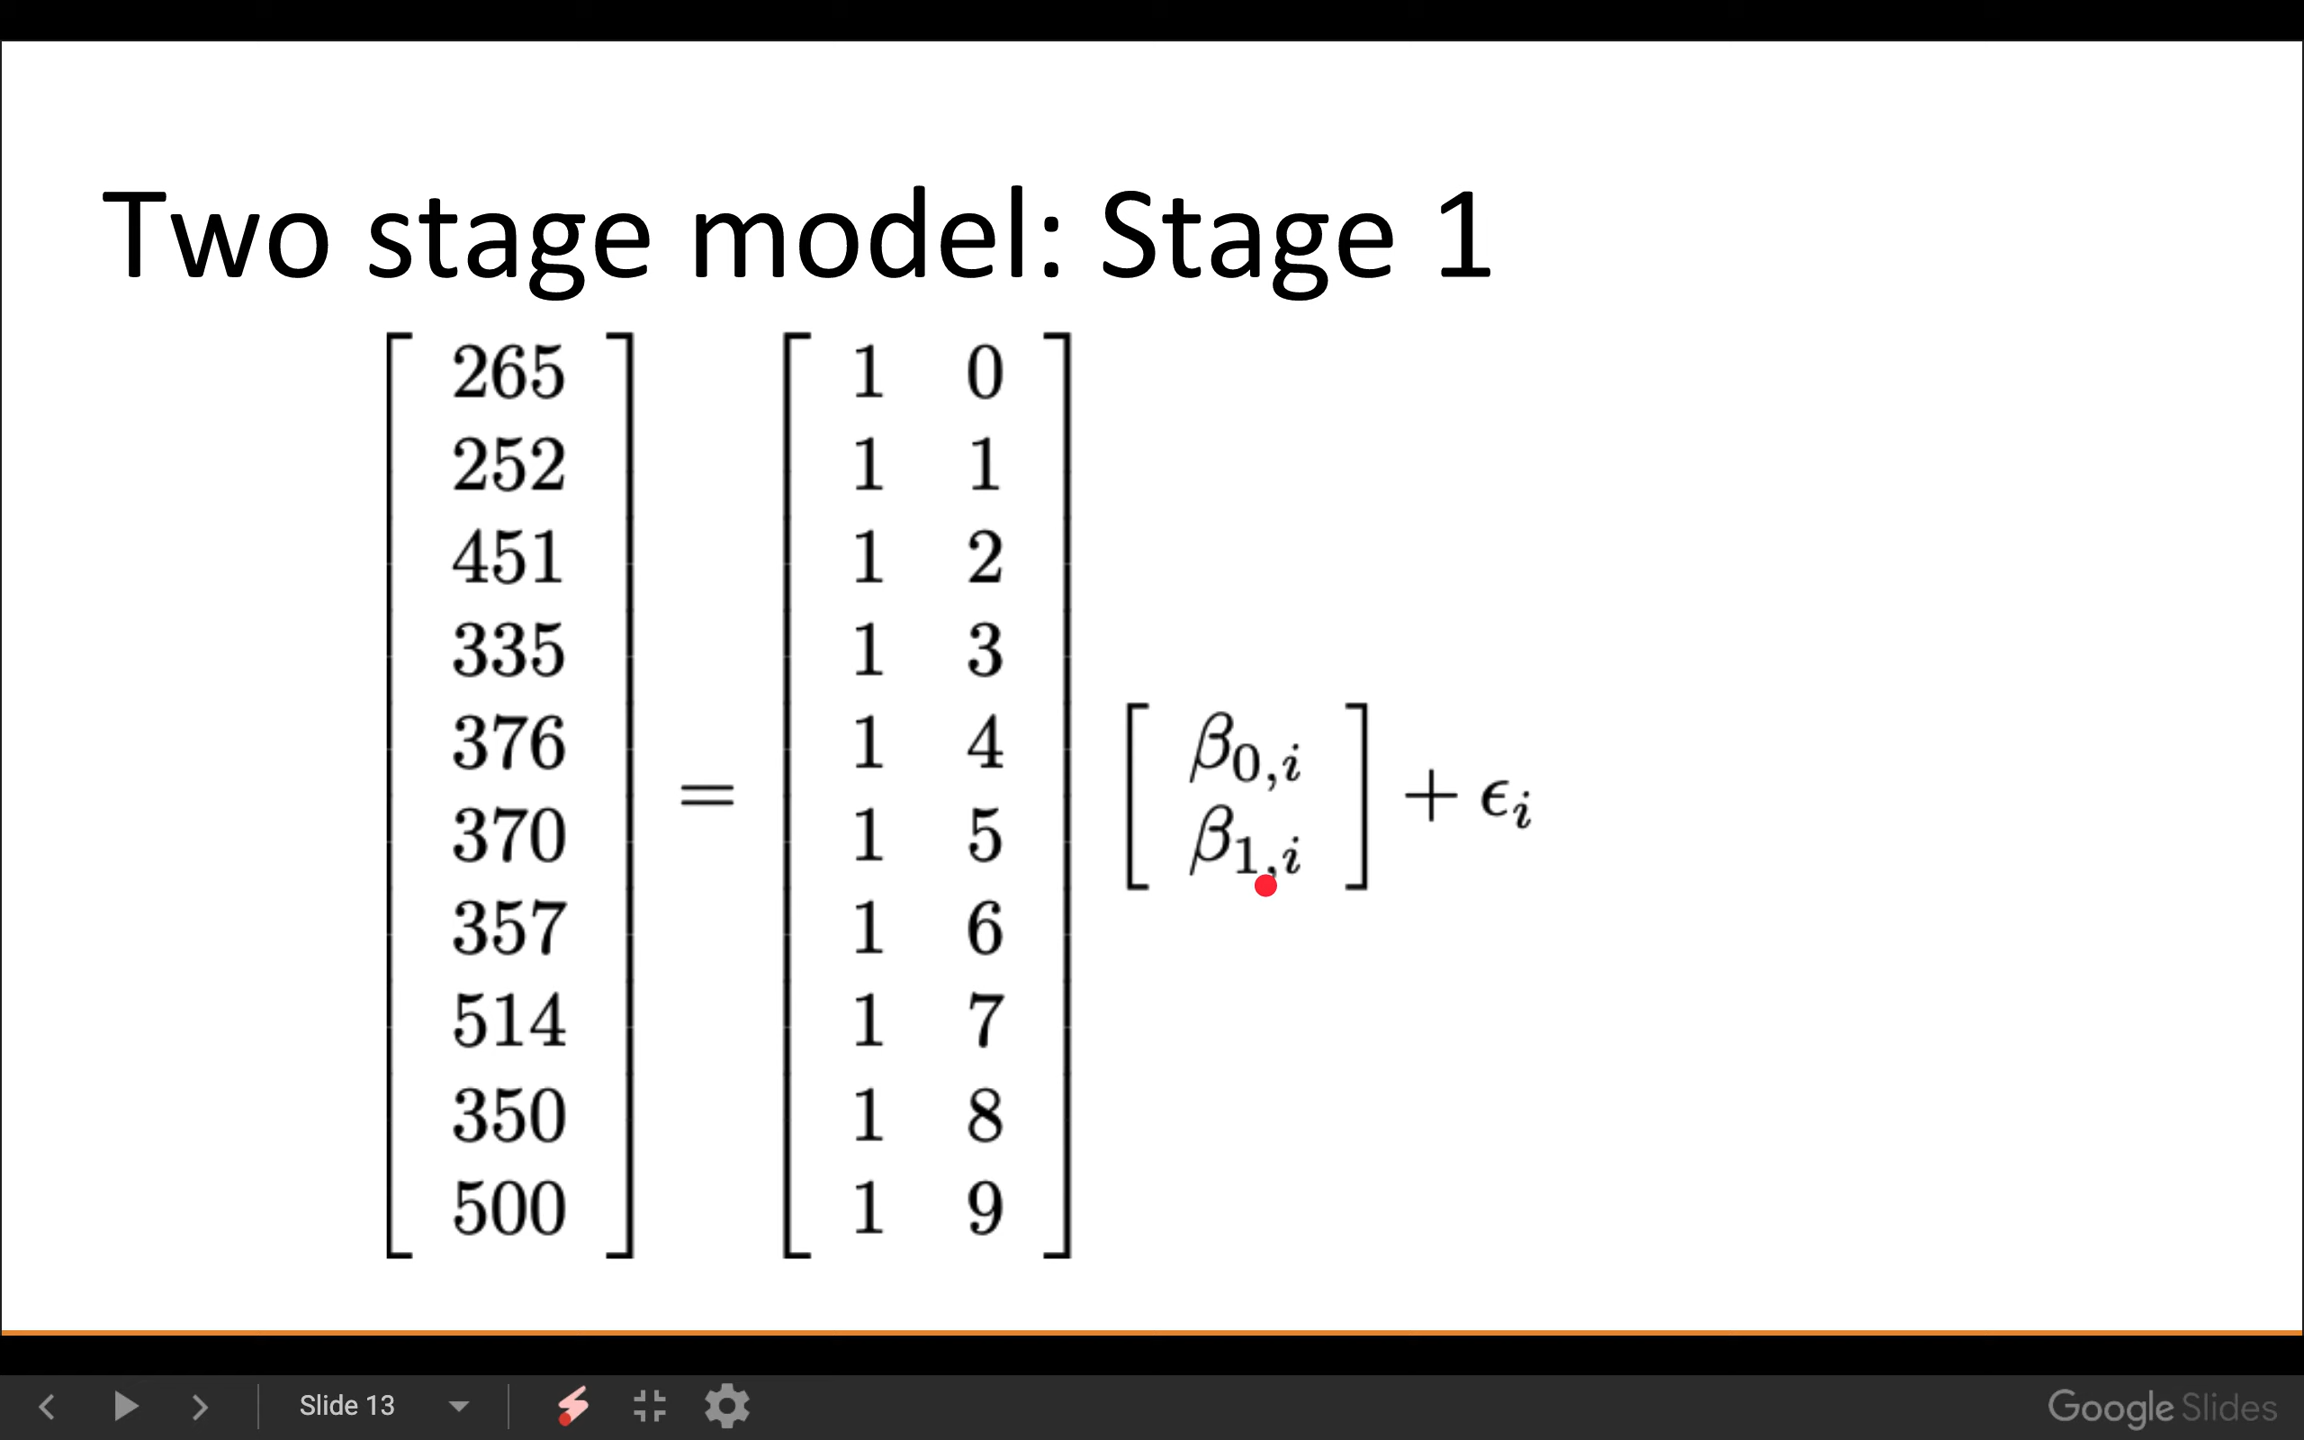 Two stage model: Stage 1
265 1 0
252 1 1
451 1 2
335 1 3
376 1 4 β0,i
= + ϵi
370 1 5 β1,i
357 1 6
514 1 7
350 1 8
500 1 9
Slide 13
Google Slides